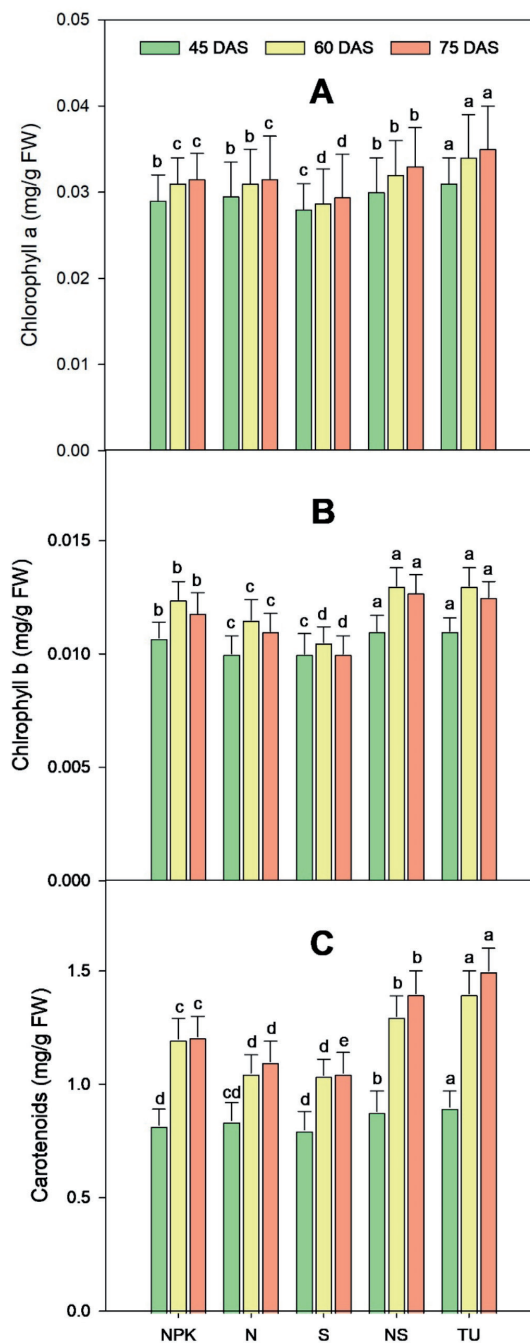 0.05
45 DAS 60 DAS 75 DAS
A
0.04
a
a
b b c b b b a
b c c d d
c
0.03
0.02
0.01
0.00
Chlorophyll a (mg/g FW)
B
0.015
a a a a
b b c c a a
b c c d d
0.010
0.005
0.000
Chlrophyll b (mg/g FW)
C
a
1.5
b a
c c b
d d d e
d cd d b a
1.0
0.5
0.0
Carotenoids (mg/g FW)
NPK N S NS TU